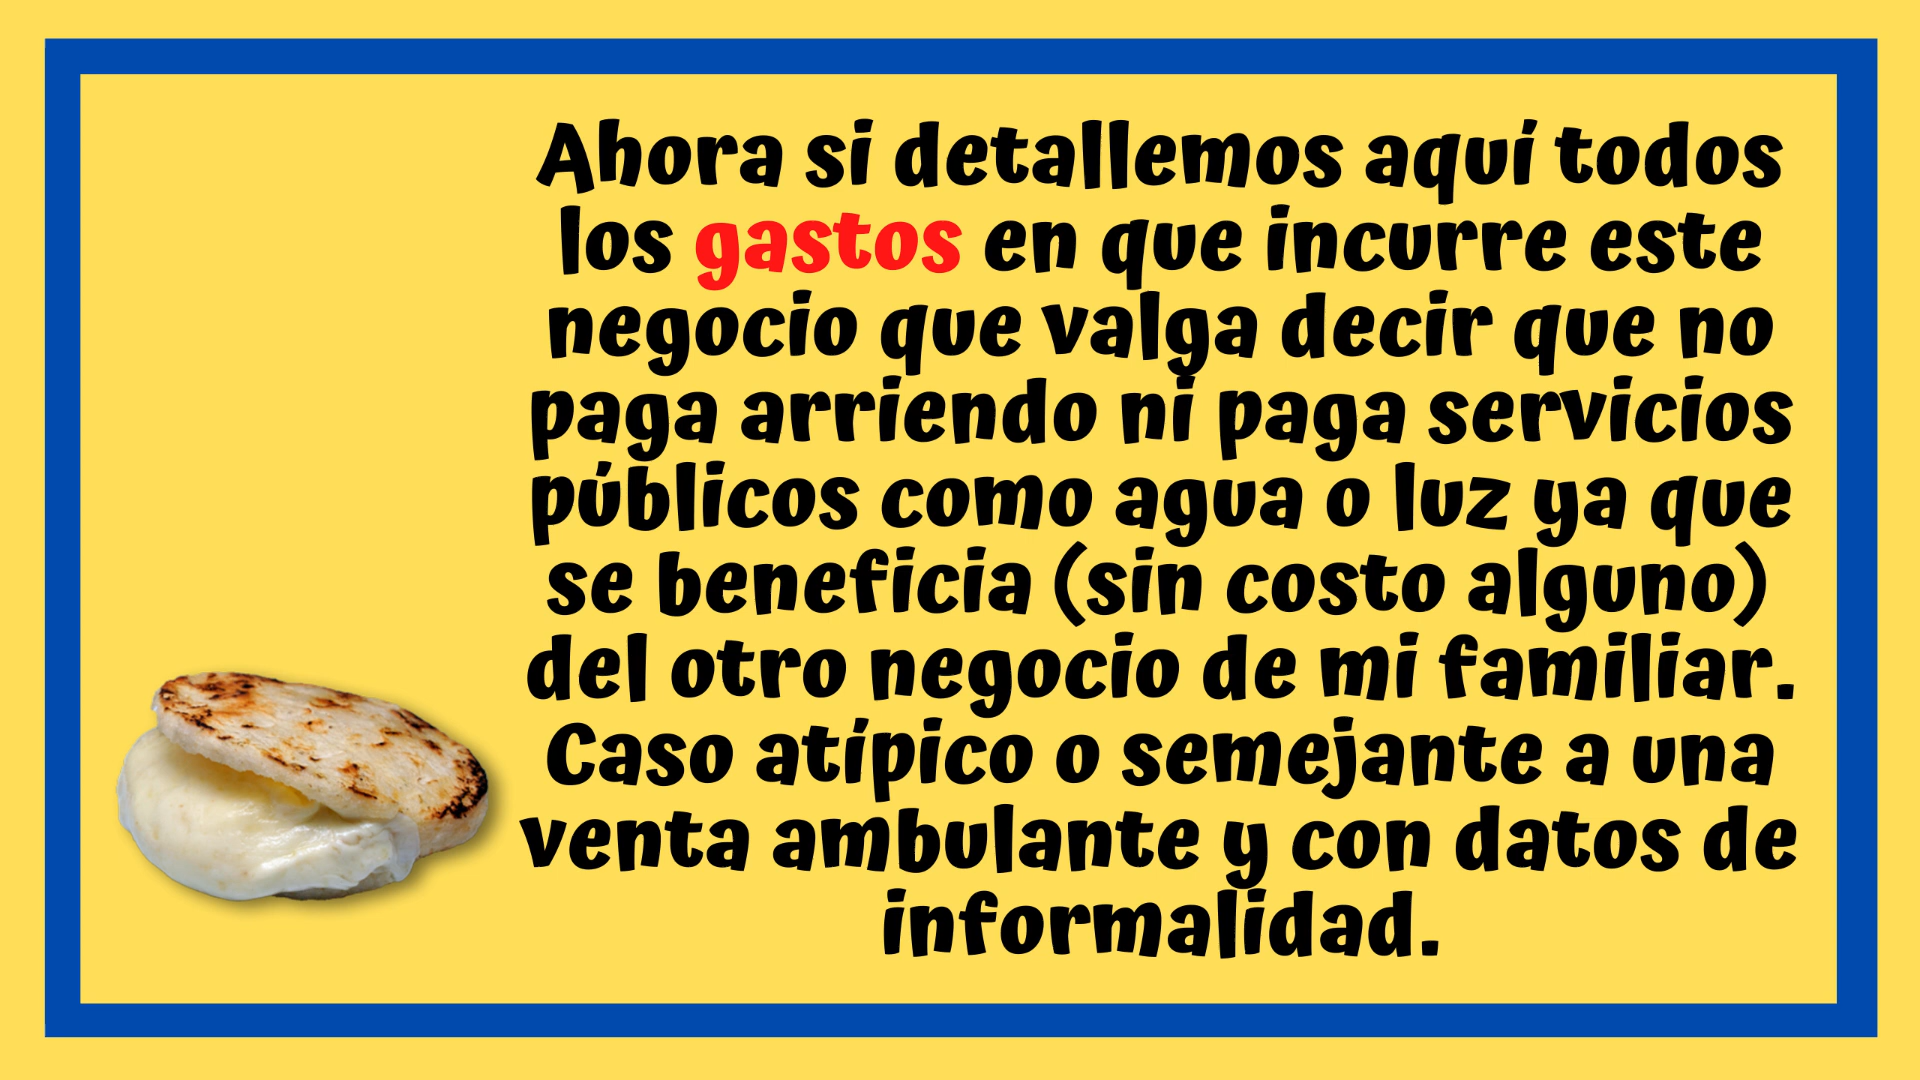 Ahora si detallemos aquí todos
los gastos en que incurre este
negocio que valga decir que no
paga arriendo ni paga servicios
públicos como agua o luz ya que
se beneficia (sin costo alguno)
del otro negocio de mi familiar.
Caso atípico o semejante a una
venta ambulante y con datos de
informalidad.